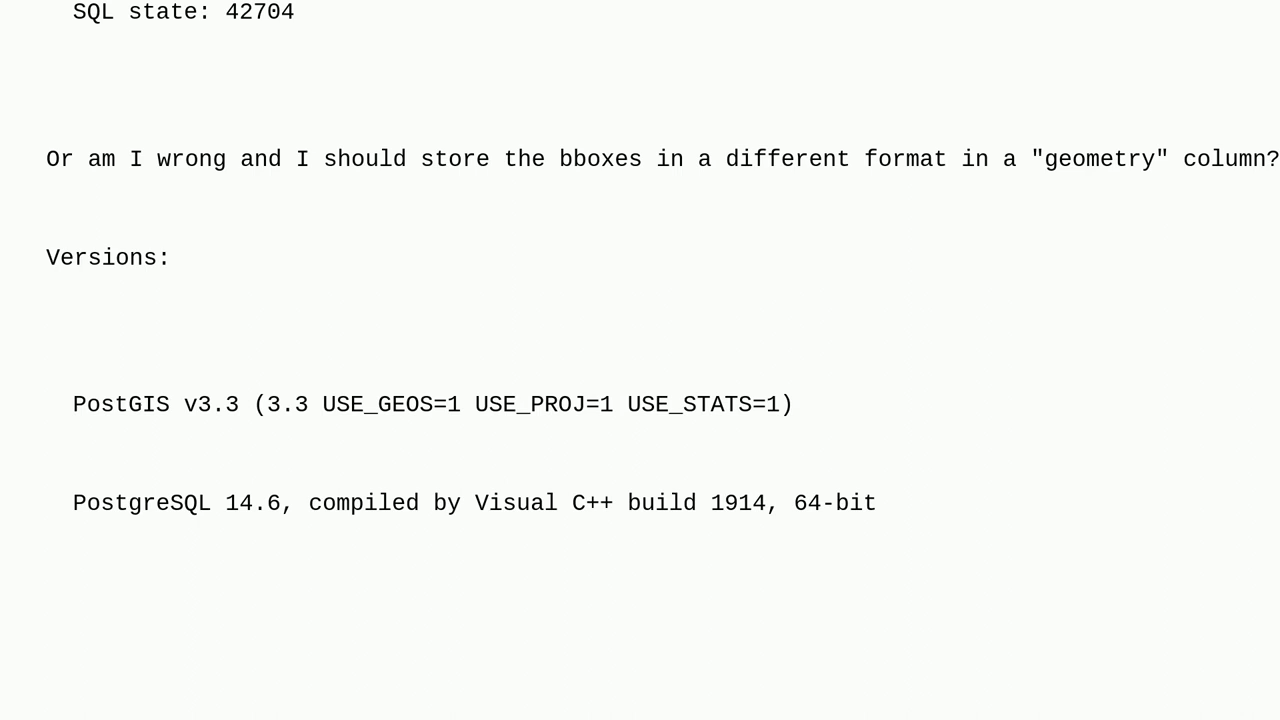 SQL state: 42704
Or am I wrong and I should store the bboxes in a different format in a "geometry" column?
Versions:
PostGIS v3.3 (3.3 USE_GEOS=1 USE_PROJ=1 USE_STATS=1)
PostgreSQL 14.6, compiled by Visual C++ build 1914, 64-bit